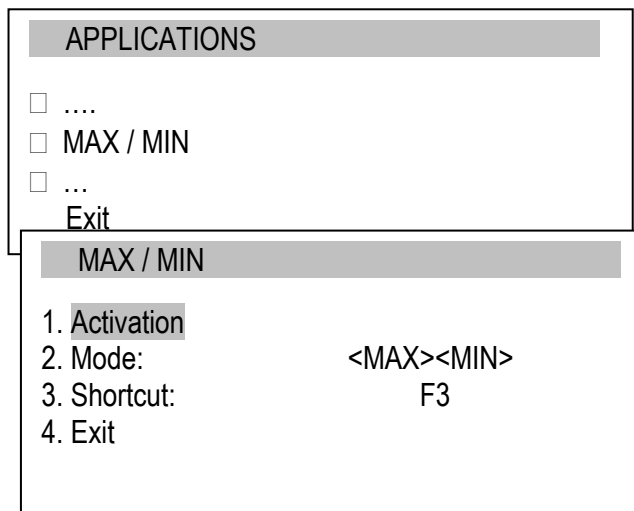 APPLICATIONS
□ ....
□ MAX / MIN
□ ...
Exit
MAX / MIN
1. Activation
2. Mode: <MAX><MIN>
3. Shortcut: F3
4. Exit